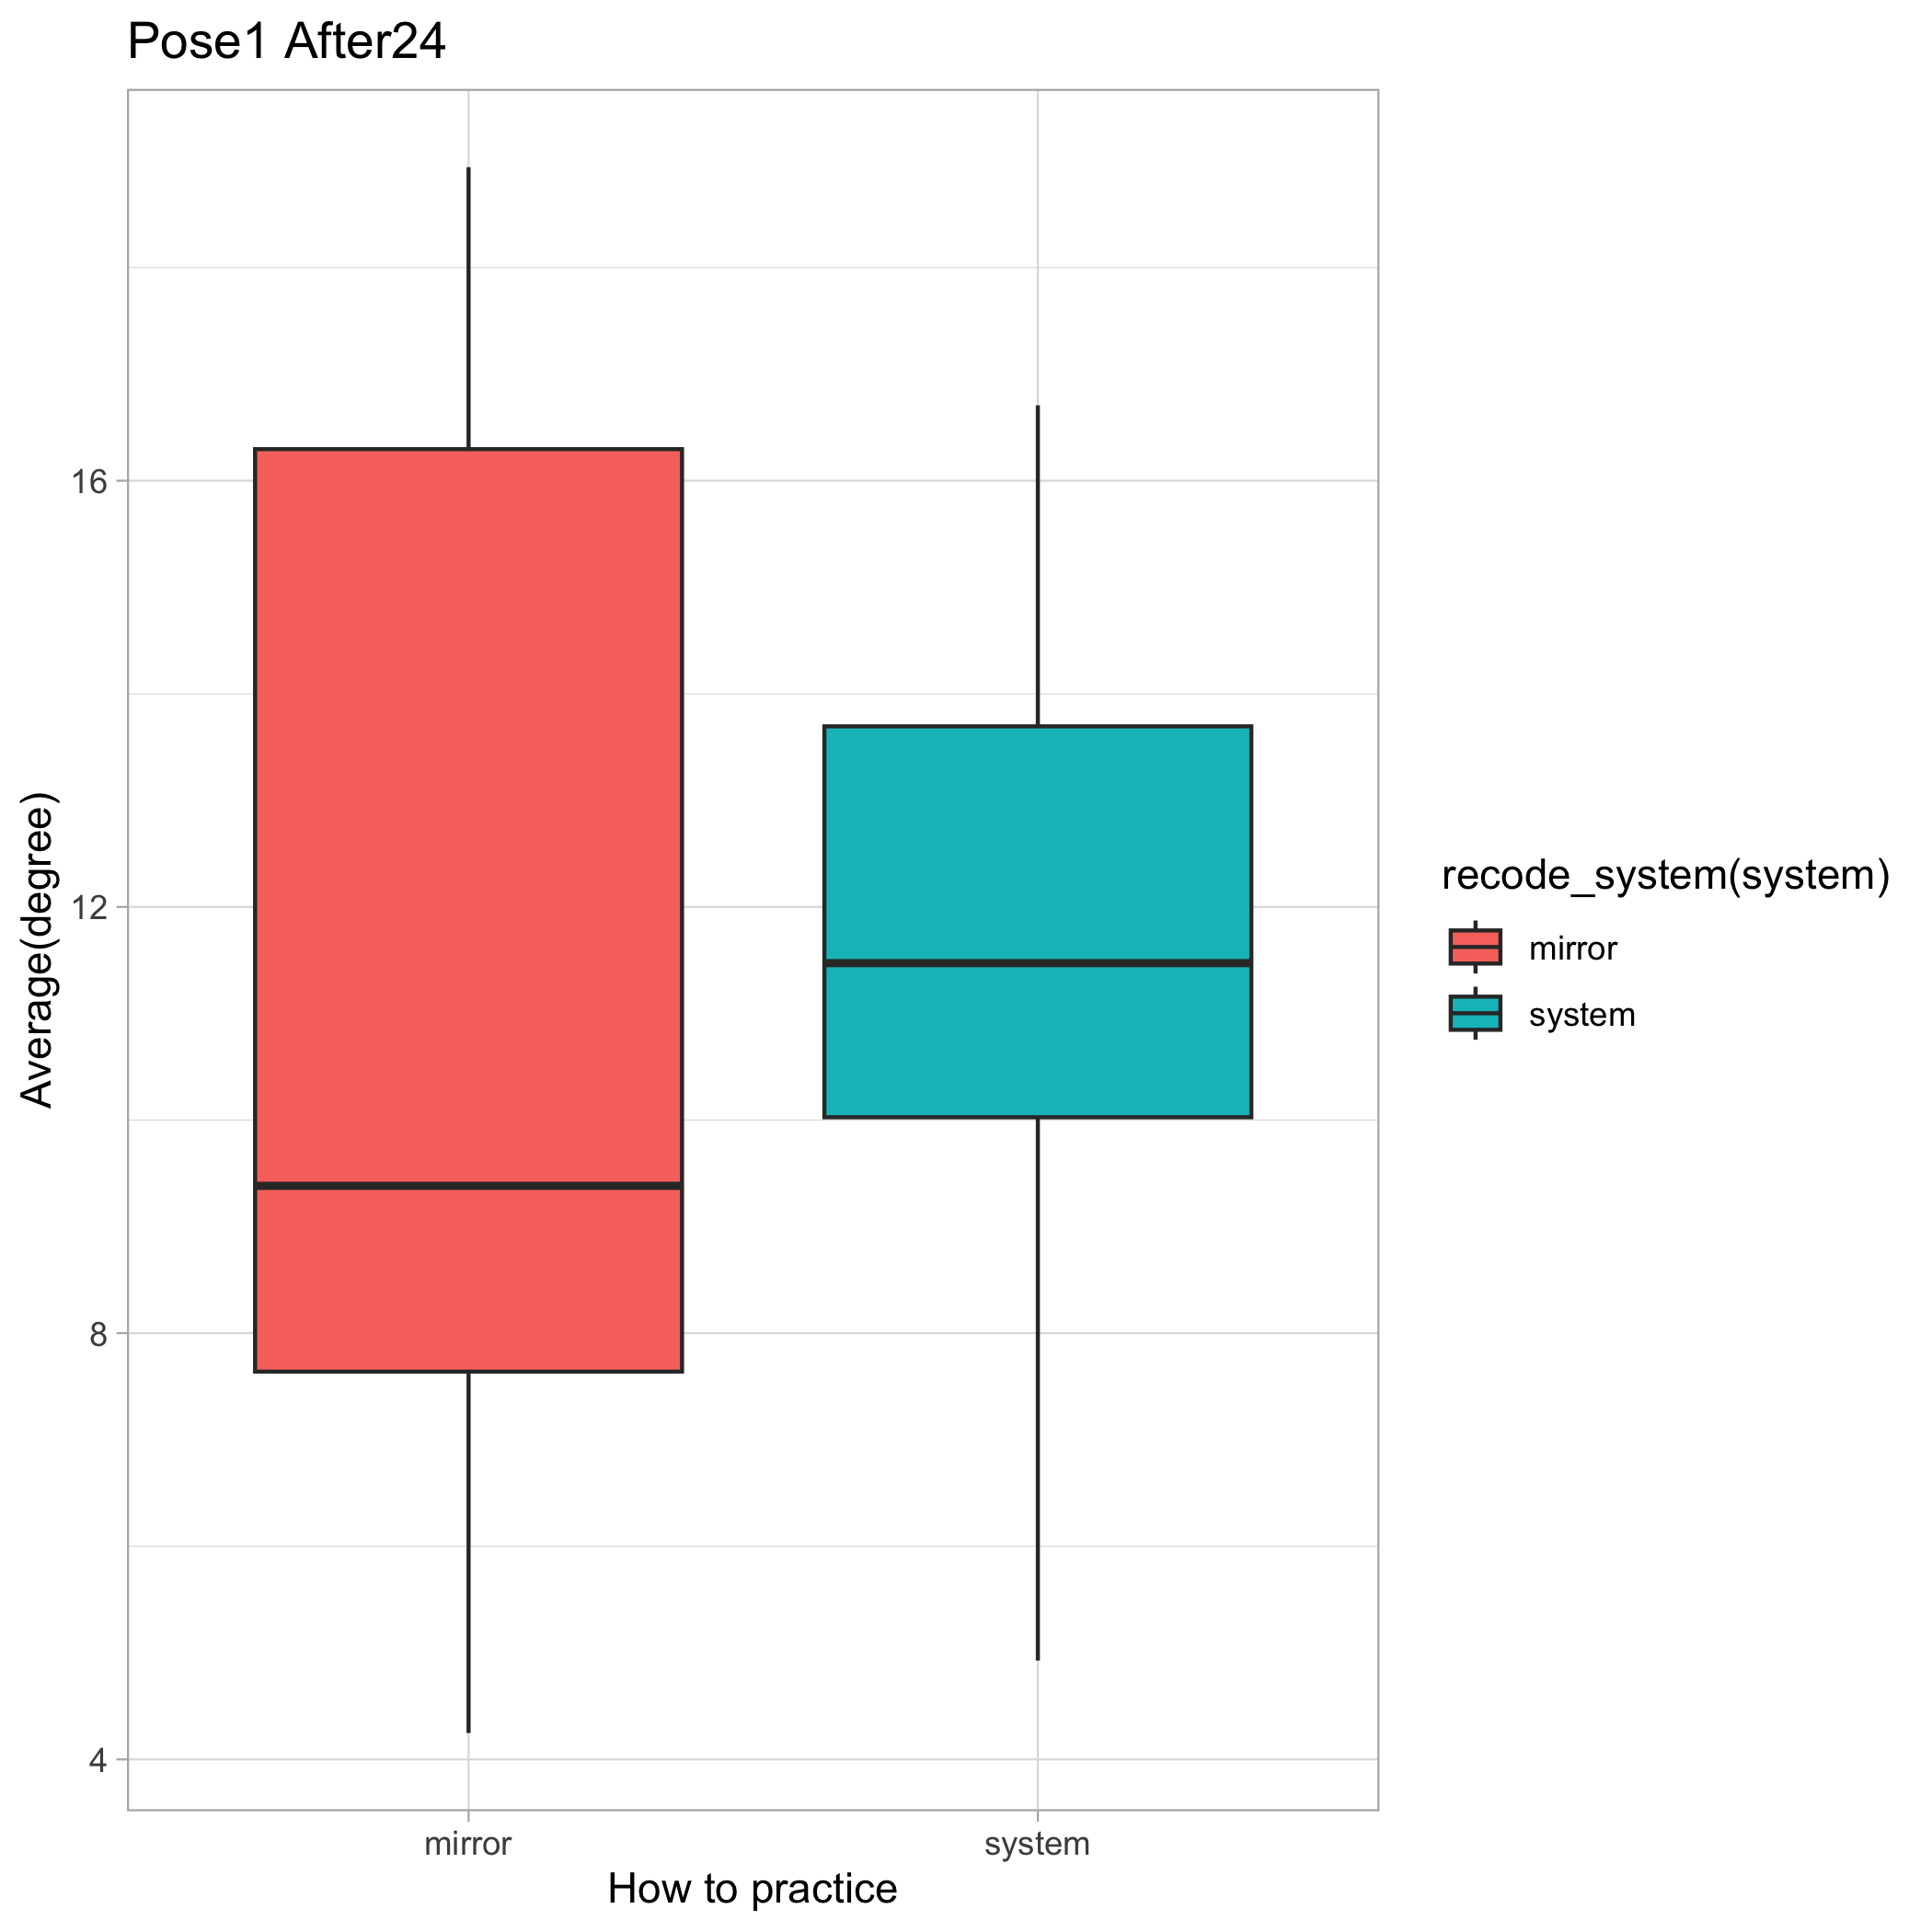 Pose1 After24
Average(degree)
16
12
8
4
mirror
system
How to practice
recode_system(system)
mirror
system